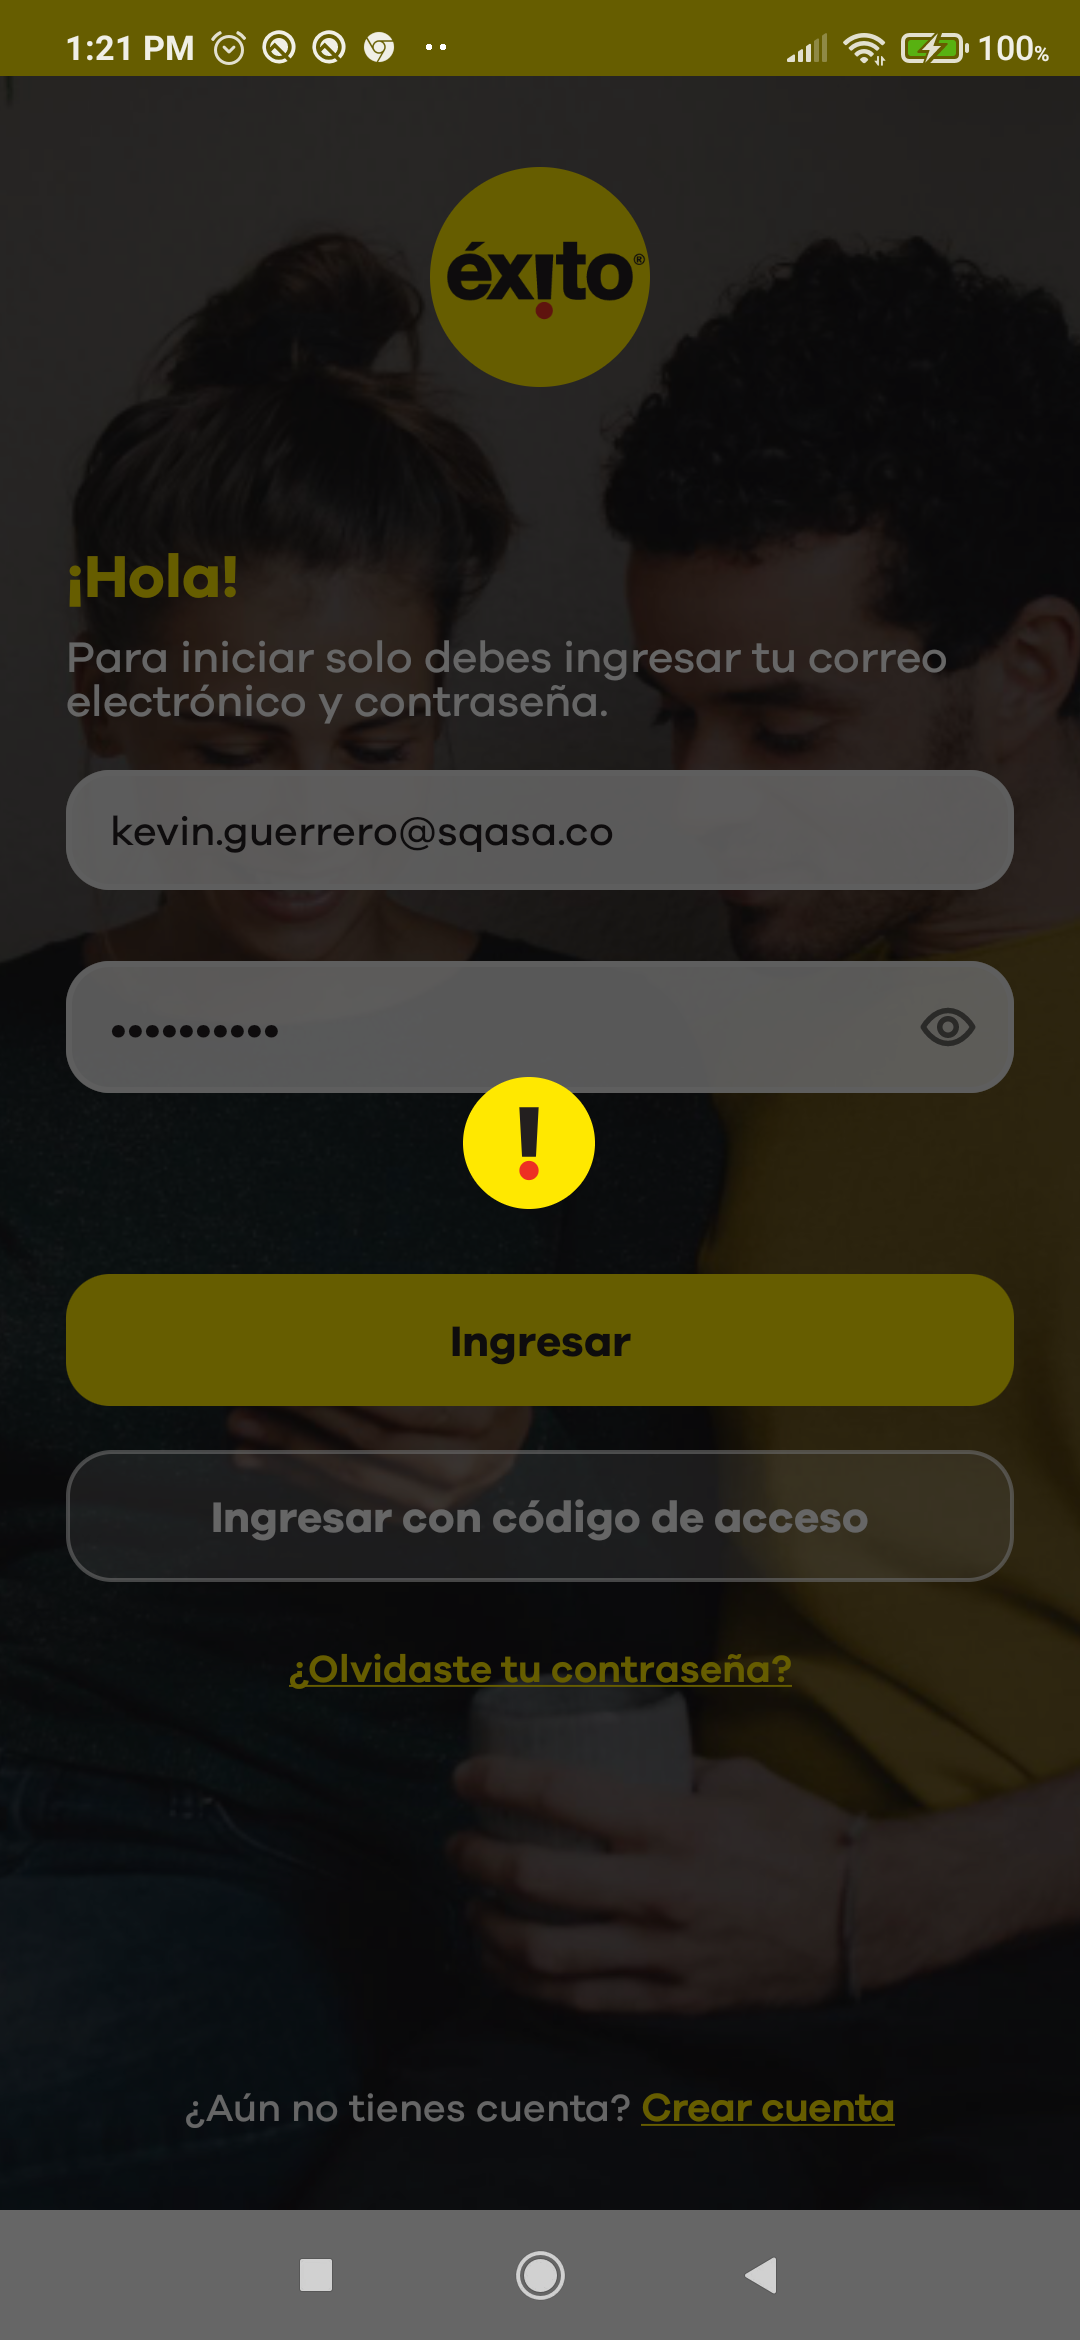 1:21 PM
100%
éxito®
¡Hola!
Para iniciar solo debes ingresar tu correo
electrónico y contraseña.
kevin.guerrero@sqasa.co
••••••••••
!
Ingresar
Ingresar con código de acceso
¿Olvidaste tu contraseña?
¿Aún no tienes cuenta? Crear cuenta